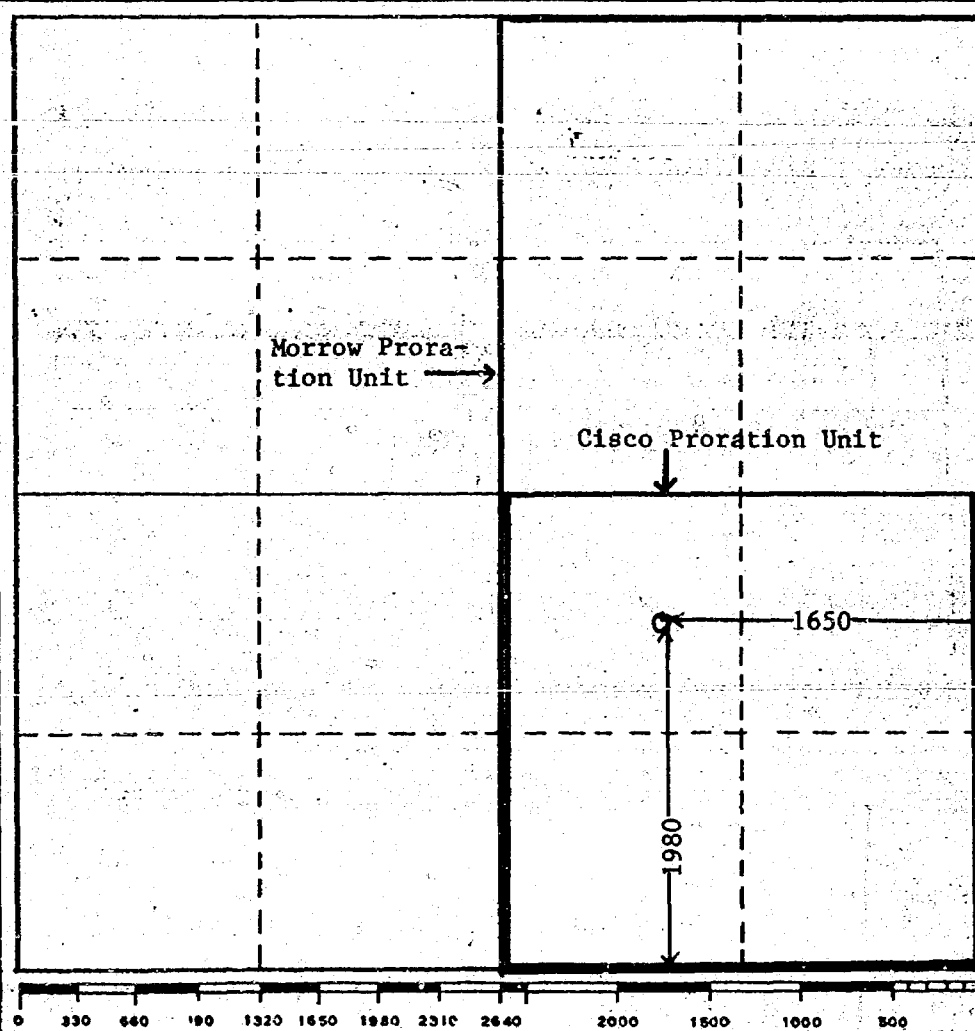 Morrow Prora-
tion Unit
Cisco Proration Unit
1650
1980
0 330 660 190 1320 1650 1980 2310 2640 2000 1500 1000 500